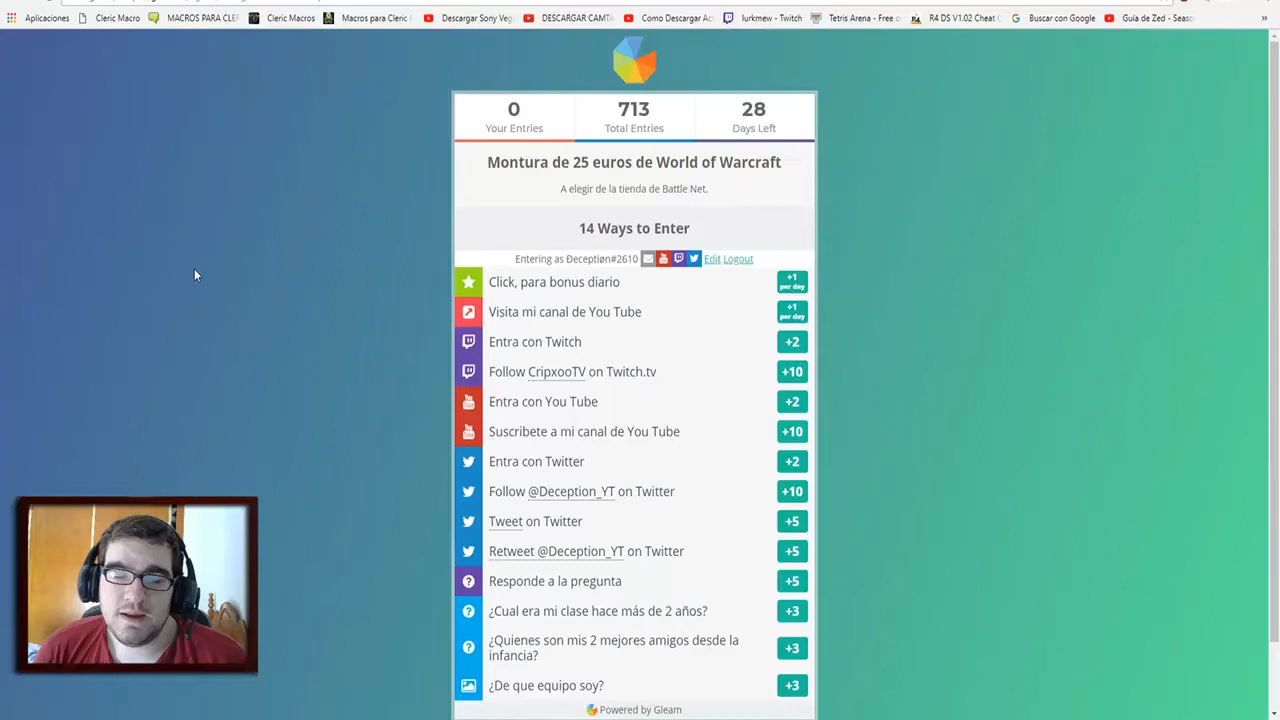 Aplicaciones Cleric Macro MACROS PARA CLER Cleric Macros Macros para Cleric Descargar Sony Veg DESCARGAR CAMTA Como Descargar Ac lurkmew - Twitch Tetris Arena - Free o R4 DS V1.02 Cheat C Buscar con Google Guía de Zed - Seaso »
0 713 28
Your Entries Total Entries Days Left
Montura de 25 euros de World of Warcraft
A elegir de la tienda de Battle Net.
14 Ways to Enter
Entering as Ðeceptiøn#2610 Edit Logout
Click, para bonus diario +1 per day
Visita mi canal de You Tube +1 per day
Entra con Twitch +2
Follow CripxooTV on Twitch.tv +10
Entra con You Tube +2
Suscribete a mi canal de You Tube +10
Entra con Twitter +2
Follow @Deception_YT on Twitter +10
Tweet on Twitter +5
Retweet @Deception_YT on Twitter +5
Responde a la pregunta +5
¿Cual era mi clase hace más de 2 años? +3
¿Quienes son mis 2 mejores amigos desde la
infancia? +3
¿De que equipo soy? +3
Powered by Gleam